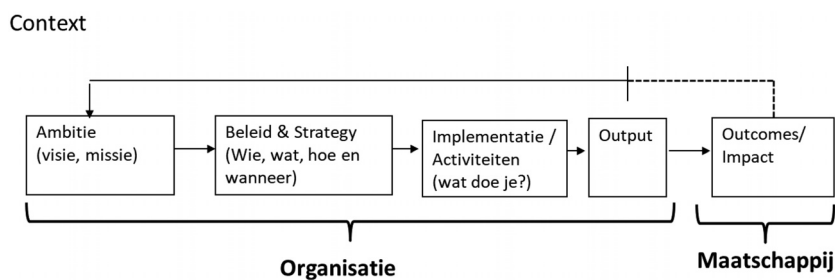 Context
Ambitie
(visie, missie)
Beleid & Strategy
(Wie, wat, hoe en
wanneer)
Implementatie /
Activiteiten
(wat doe je?)
Output
Outcomes/
Impact
Organisatie
Maatschappij